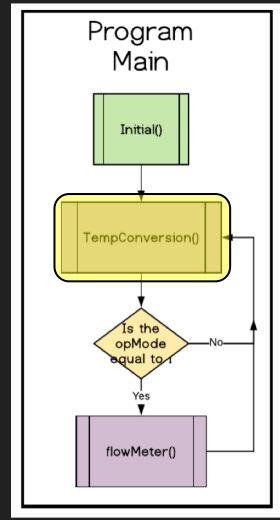 Program
Main
Initial()
TempConversion()
Is the
opMode
equal to
No
Yes
flowMeter()